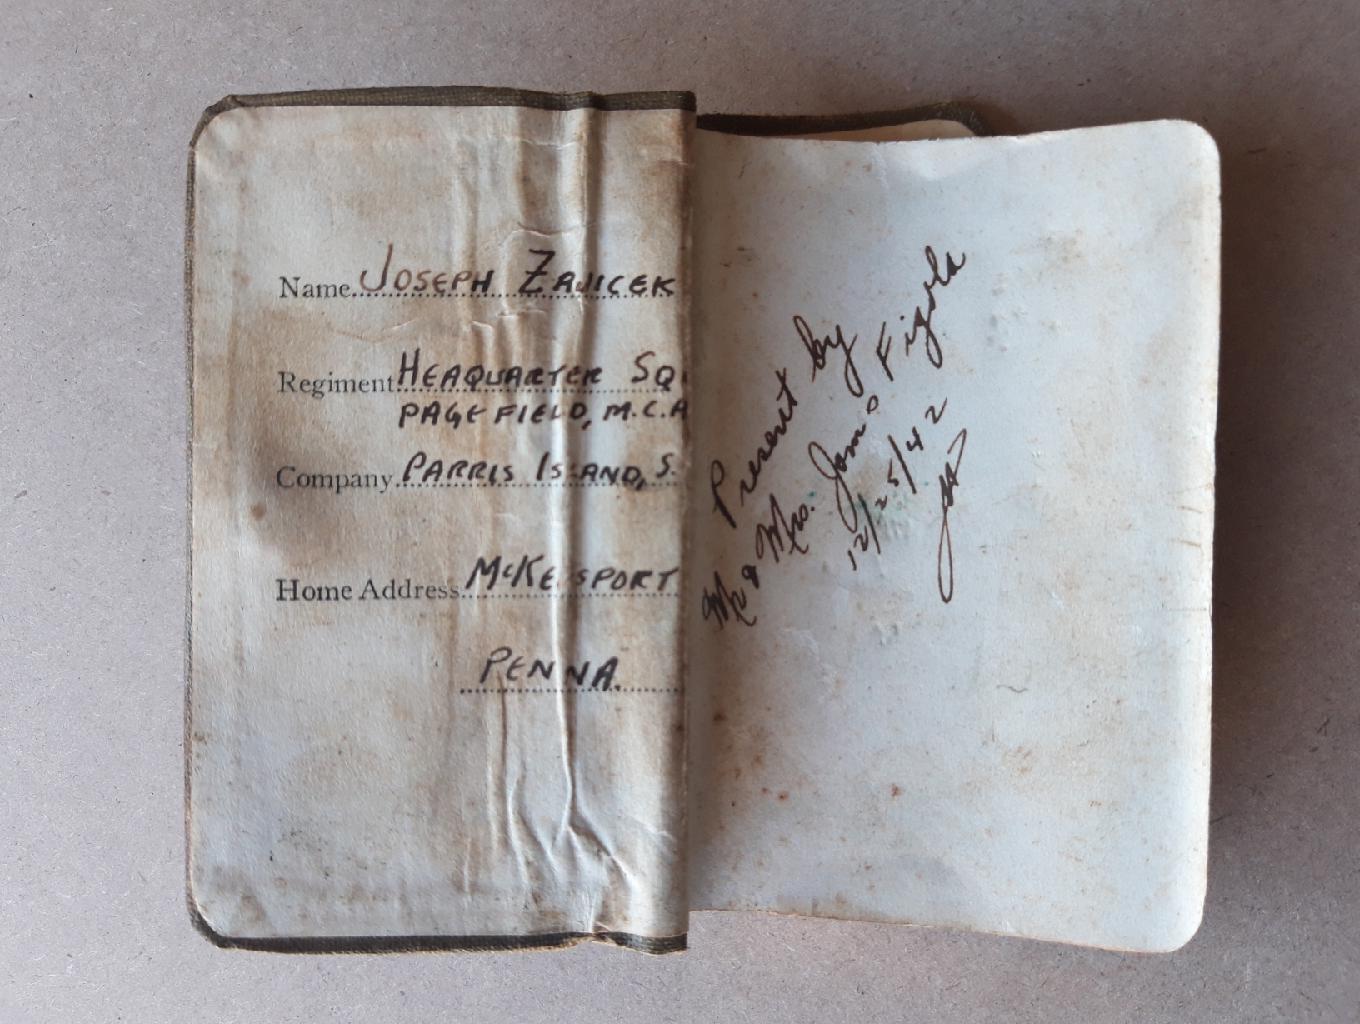 Name JOSEPH ZAJICEK
Regiment HEAQUARTER SQ
PAGE FIELD, M.C.A
Company PARRIS ISLAND, S.
Home Address McKEESPORT
PENNA.
Present by
Mr & Mrs. Figola
12/25/42